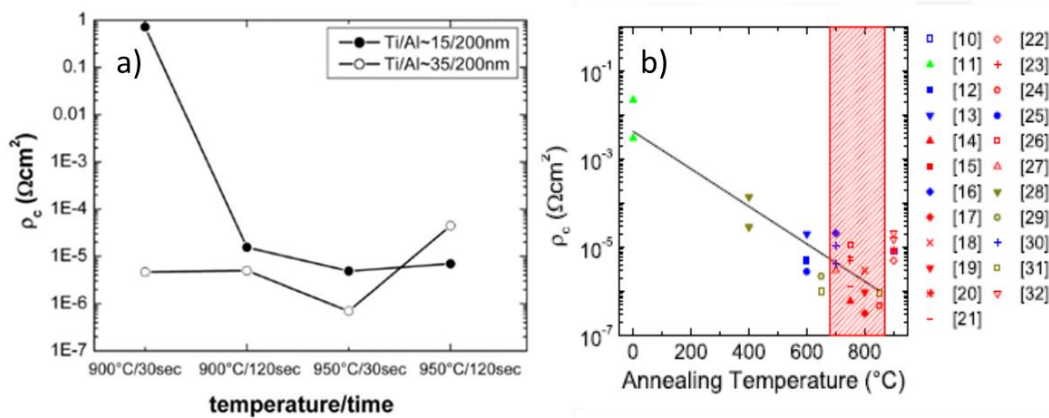 a)
1
0.1
0.01
1E-3
1E-4
1E-5
1E-6
1E-7
ρc (Ωcm²)
Ti/Al~15/200nm
Ti/Al~35/200nm
900°C/30sec 900°C/120sec 950°C/30sec 950°C/120sec
temperature/time
b)
10⁻¹
10⁻³
10⁻⁵
10⁻⁷
ρc (Ωcm²)
0 200 400 600 800
Annealing Temperature (°C)
[10] [22]
[11] [23]
[12] [24]
[13] [25]
[14] [26]
[15] [27]
[16] [28]
[17] [29]
[18] [30]
[19] [31]
[20] [32]
[21]